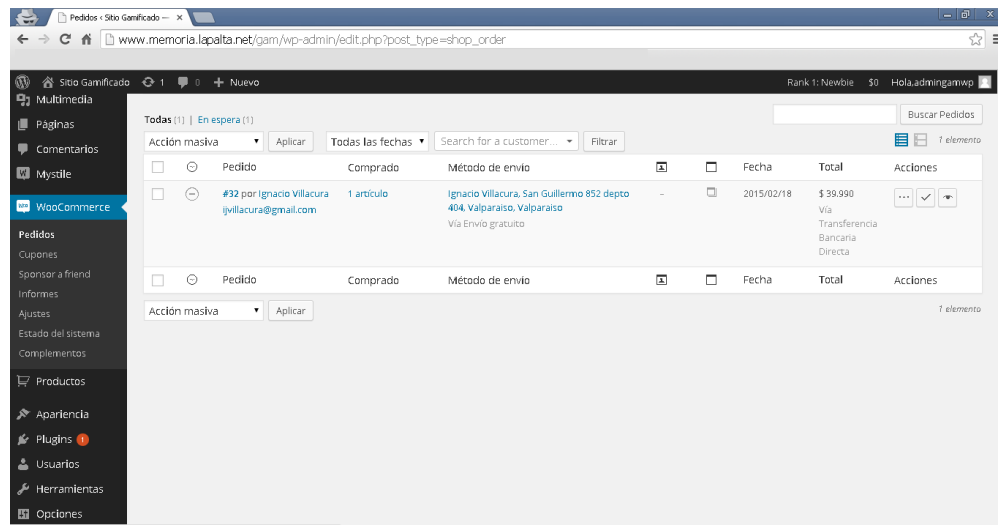 Pedidos ‹ Sitio Gamificado —
www.memoria.lapalta.net/gam/wp-admin/edit.php?post_type=shop_order
Sitio Gamificado 1 0 + Nuevo Rank 1: Newbie $0 Hola,admingamwp
Multimedia
Páginas
Comentarios
Mystile
WooCommerce
Pedidos
Cupones
Sponsor a friend
Informes
Ajustes
Estado del sistema
Complementos
Productos
Apariencia
Plugins 1
Usuarios
Herramientas
Opciones
Todas (1) | En espera (1)
Buscar Pedidos
Acción masiva Aplicar Todas las fechas Search for a customer... Filtrar
1 elemento
Pedido Comprado Método de envío Fecha Total Acciones
#32 por Ignacio Villacura
ijvillacura@gmail.com
1 artículo
Ignacio Villacura, San Guillermo 852 depto
404, Valparaiso, Valparaiso
Vía Envío gratuito
–
2015/02/18
$ 39.990
Vía
Transferencia
Bancaria
Directa
Pedido Comprado Método de envío Fecha Total Acciones
Acción masiva Aplicar
1 elemento